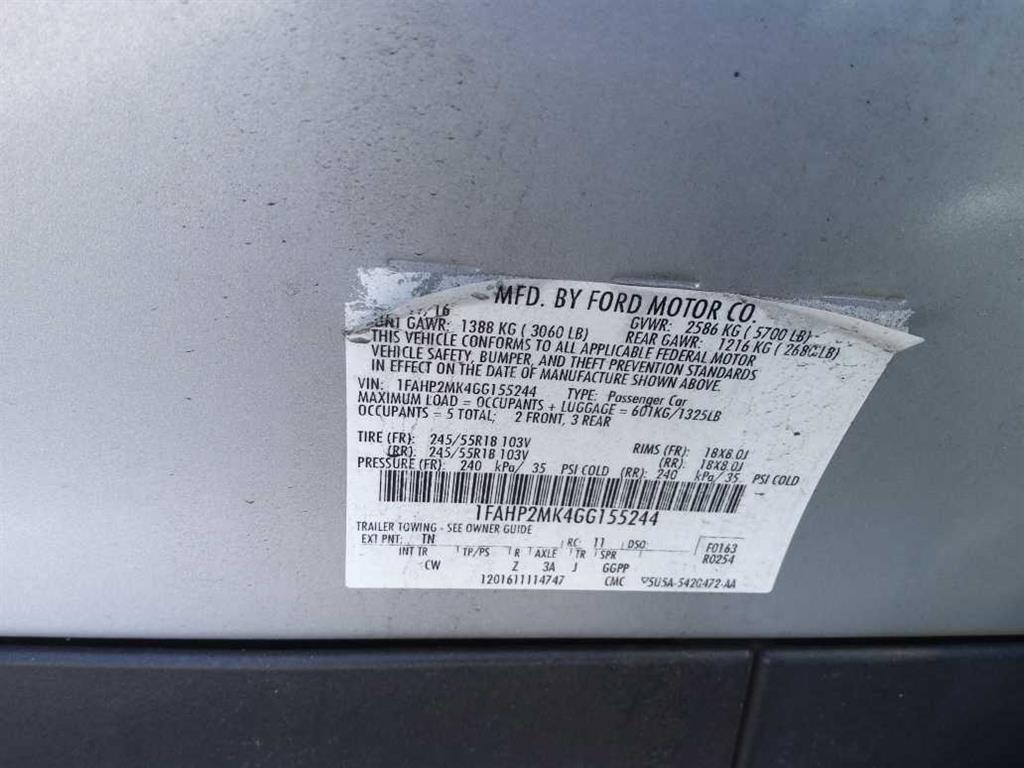 MFD. BY FORD MOTOR CO.
/16 GVWR: 2586 KG ( 5700 LB)
GAWR: 1388 KG ( 3060 LB) REAR GAWR: 1216 KG ( 2680 LB)
THIS VEHICLE CONFORMS TO ALL APPLICABLE FEDERAL MOTOR
VEHICLE SAFETY, BUMPER, AND THEFT PREVENTION STANDARDS
IN EFFECT ON THE DATE OF MANUFACTURE SHOWN ABOVE.
VIN: 1FAHP2MK4GG155244 TYPE: Passenger Car
MAXIMUM LOAD = OCCUPANTS + LUGGAGE = 601KG/1325LB
OCCUPANTS = 5 TOTAL; 2 FRONT, 3 REAR
TIRE (FR): 245/55R18 103V RIMS (FR): 18X8.0J
(RR): 245/55R18 103V (RR): 18X8.0J
PRESSURE (FR): 240 kPa/ 35 PSI COLD (RR): 240 kPa/ 35 PSI COLD
1FAHP2MK4GG155244
TRAILER TOWING - SEE OWNER GUIDE
EXT PNT: TN RC: 11 DSO: F0163
INT TR TP/PS R AXLE TR SPR R0254
CW Z 3A J GGPP
1201611114747 CMC